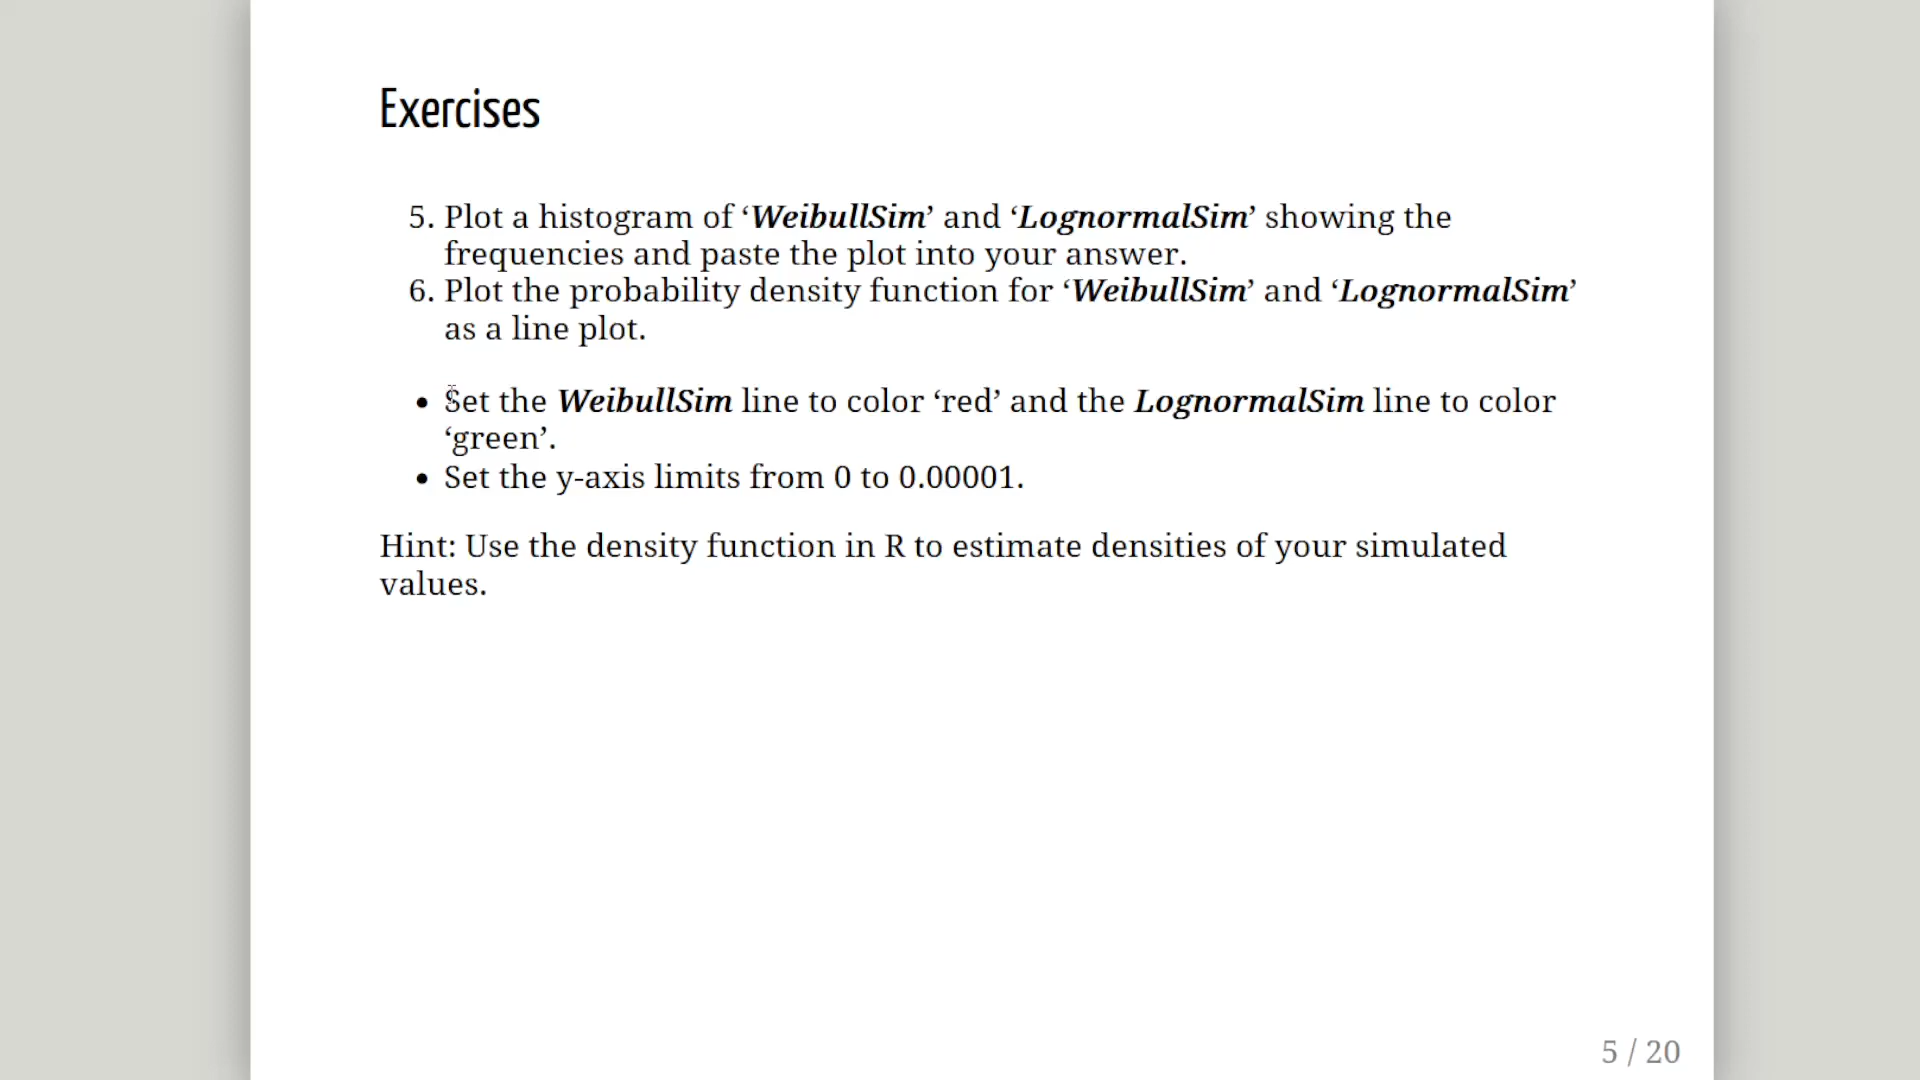 Exercises
5. Plot a histogram of ‘WeibullSim’ and ‘LognormalSim’ showing the
frequencies and paste the plot into your answer.
6. Plot the probability density function for ‘WeibullSim’ and ‘LognormalSim’
as a line plot.
• Set the WeibullSim line to color ‘red’ and the LognormalSim line to color
‘green’.
• Set the y-axis limits from 0 to 0.00001.
Hint: Use the density function in R to estimate densities of your simulated
values.
5 / 20